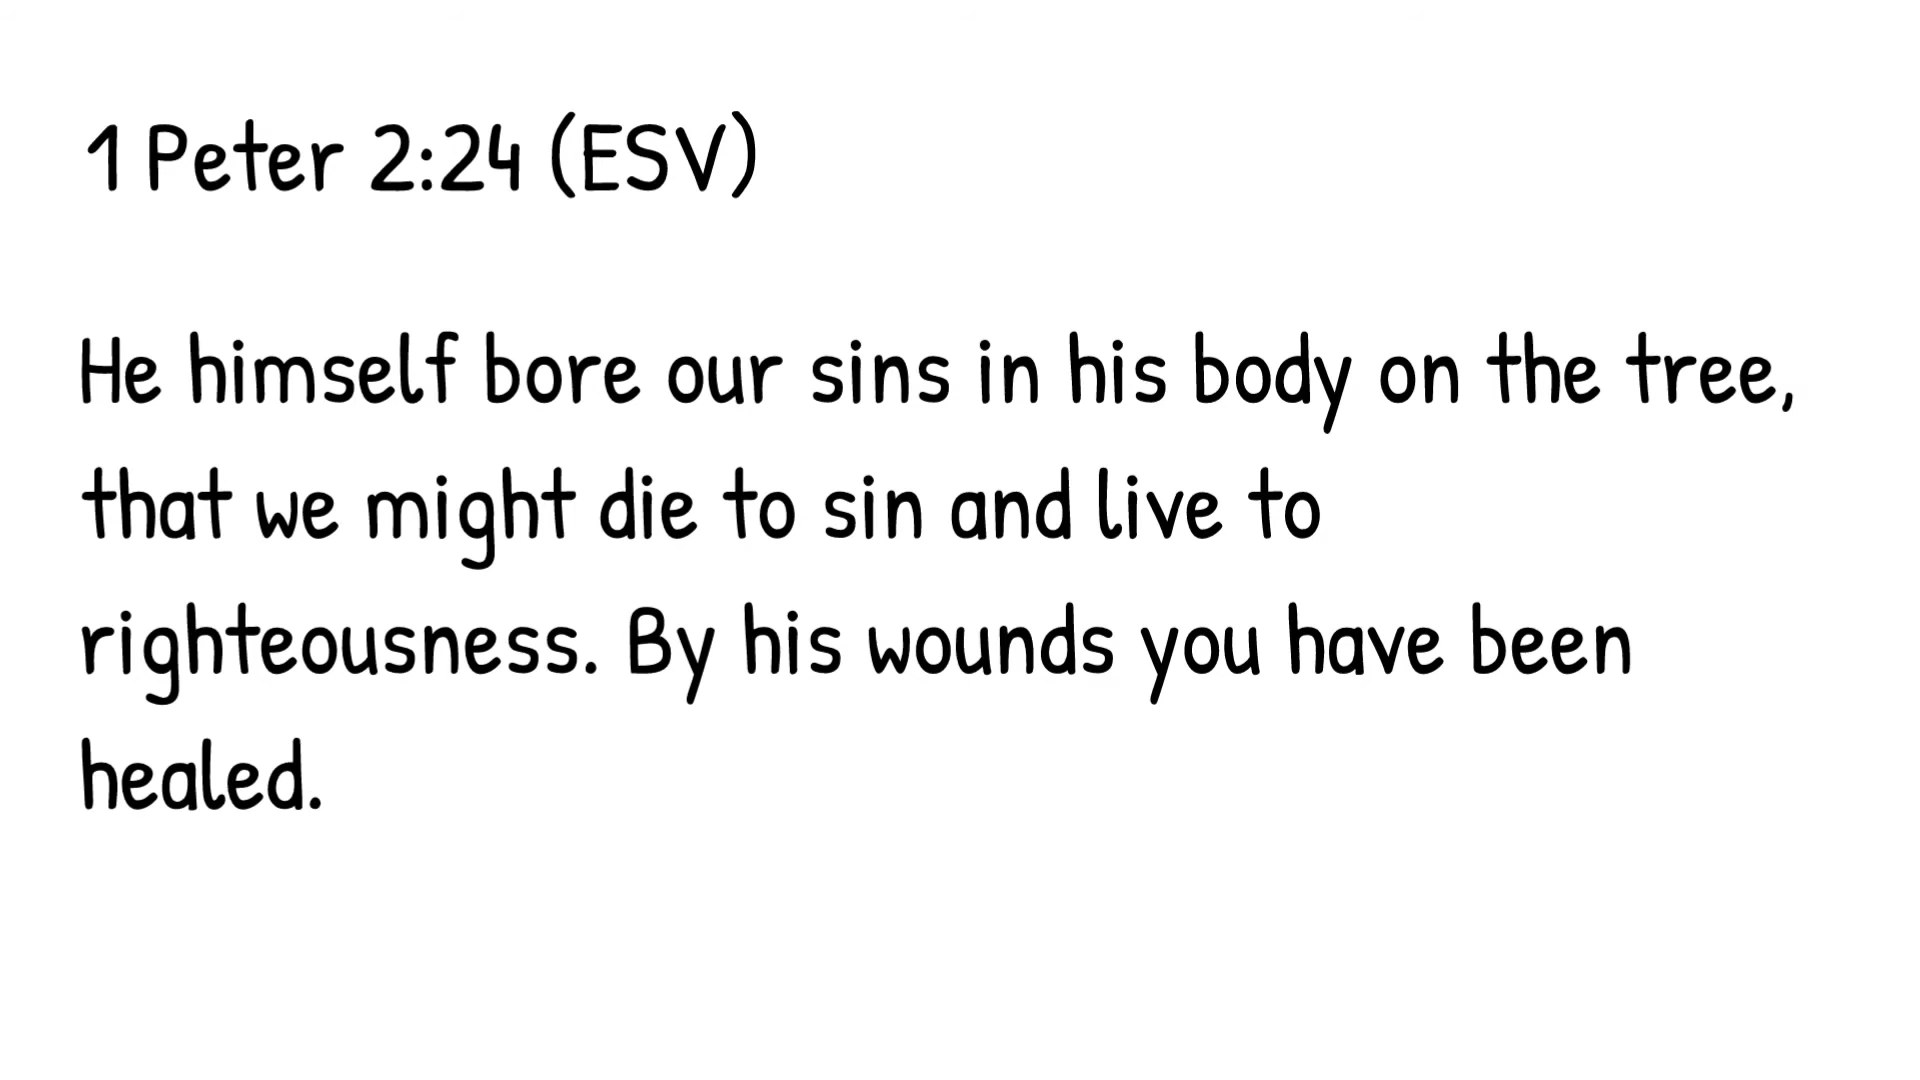 1 Peter 2:24 (ESV)
He himself bore our sins in his body on the tree,
that we might die to sin and live to
righteousness. By his wounds you have been
healed.